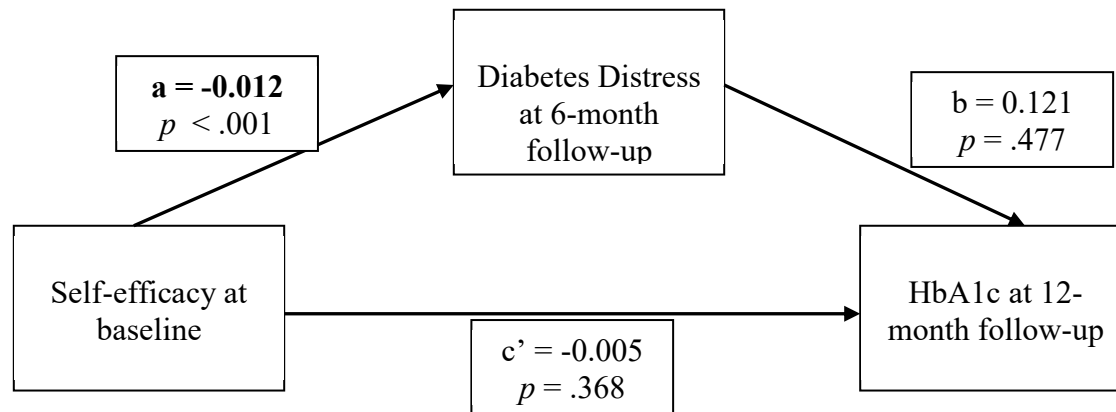 a = -0.012
p < .001
Diabetes Distress
at 6-month
follow-up
b = 0.121
p = .477
Self-efficacy at
baseline
HbA1c at 12-
month follow-up
c’ = -0.005
p = .368